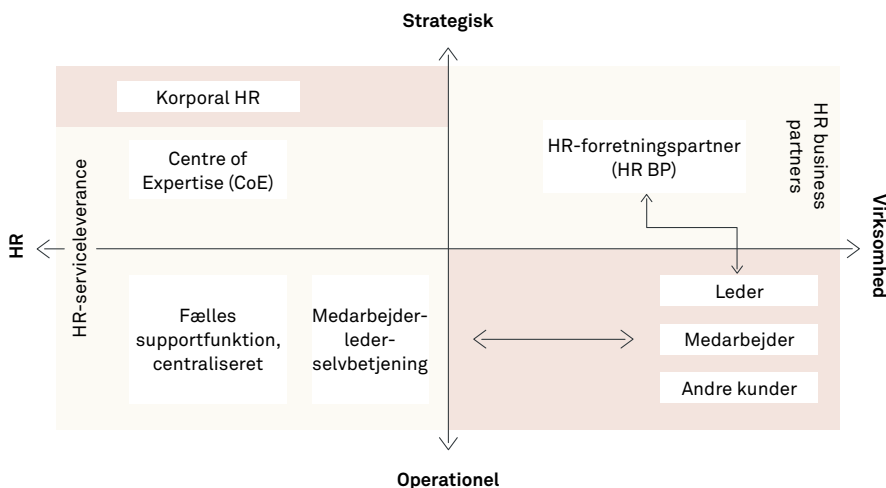 Strategisk
Korporal HR
Centre of
Expertise (CoE)
HR-forretningspartner
(HR BP)
HR business
partners
HR
HR-serviceleverance
Virksomhed
Fælles
supportfunktion,
centraliseret
Medarbejder-
leder-
selvbetjening
Leder
Medarbejder
Andre kunder
Operationel